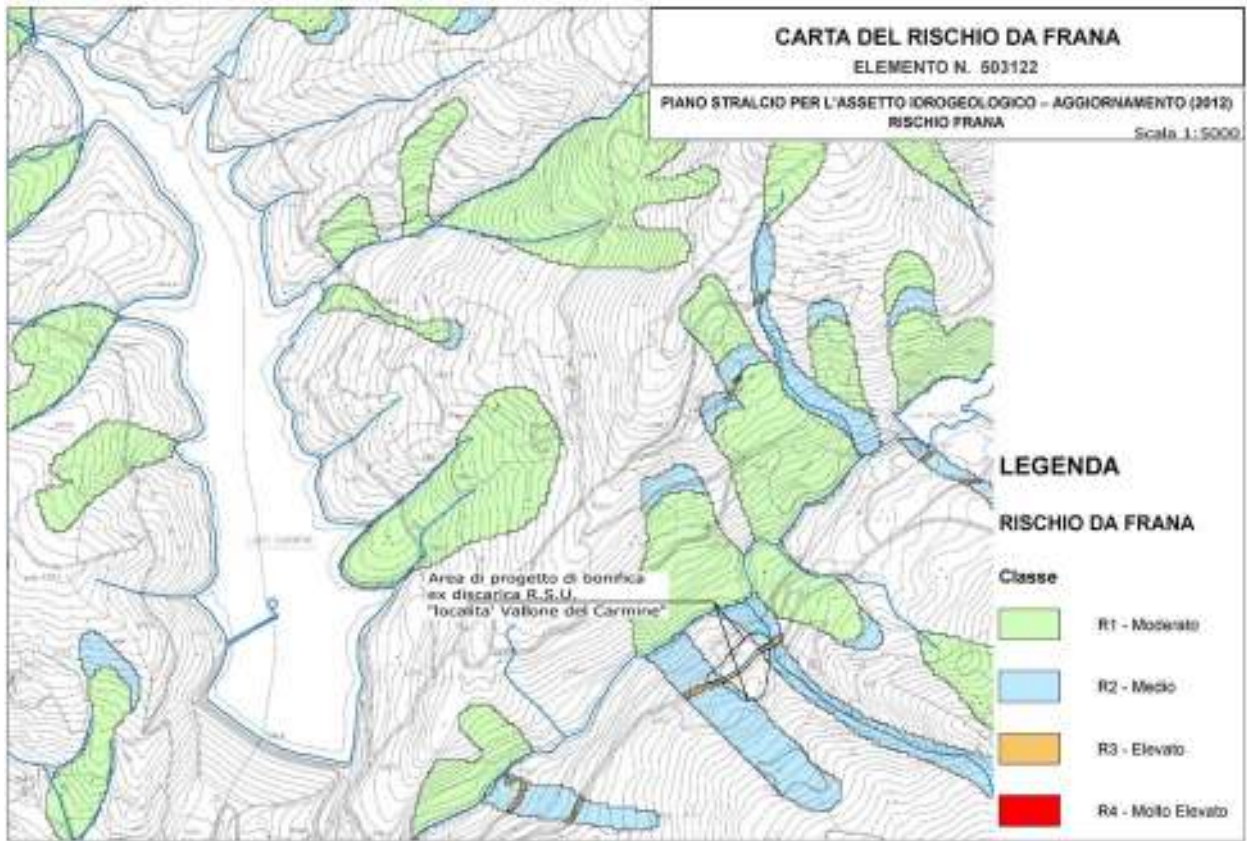 CARTA DEL RISCHIO DA FRANA
ELEMENTO N. 503122
PIANO STRALCIO PER L'ASSETTO IDROGEOLOGICO – AGGIORNAMENTO (2012)
RISCHIO FRANA
Scala 1:5000
Area di progetto di bonifica
ex discarica R.S.U.
"localita' Vallone del Carmine"
LEGENDA
RISCHIO DA FRANA
Classe
R1 - Moderato
R2 - Medio
R3 - Elevato
R4 - Molto Elevato